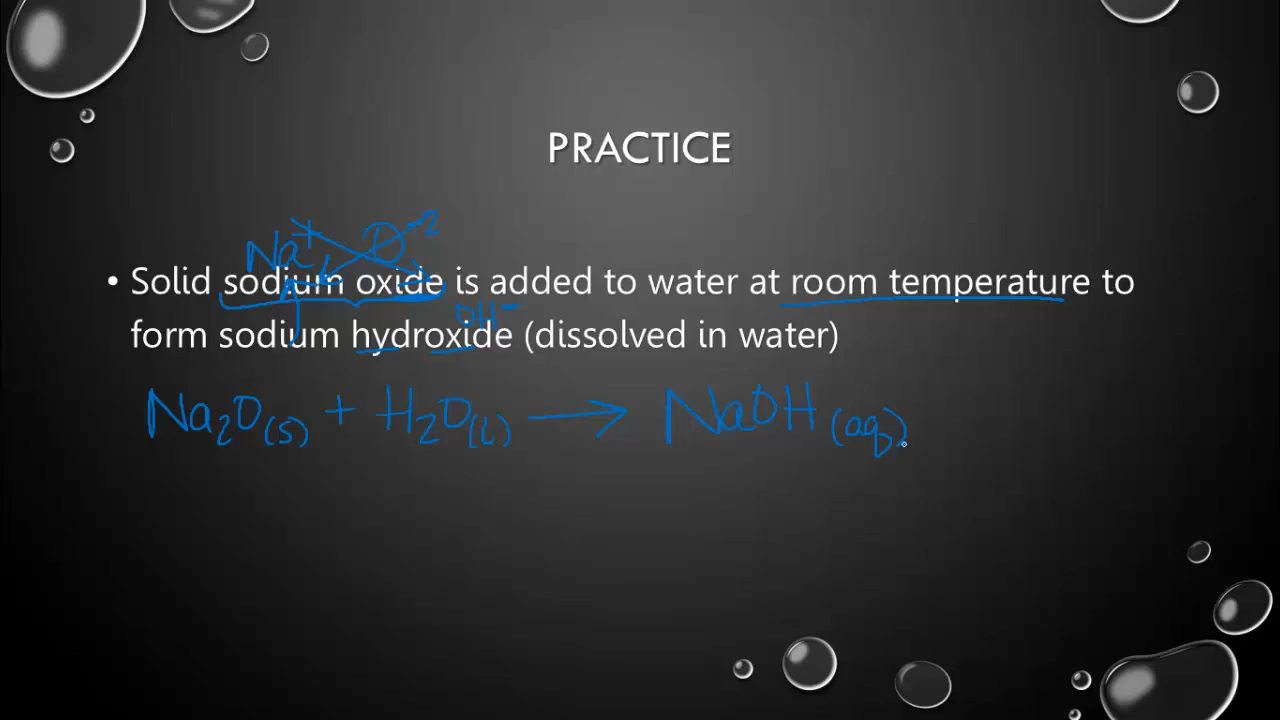 PRACTICE
Na⁺ O⁻²
• Solid sodium oxide is added to water at room temperature to
OH⁻
form sodium hydroxide (dissolved in water)
Na₂O(s) + H₂O(l) → NaOH(aq)